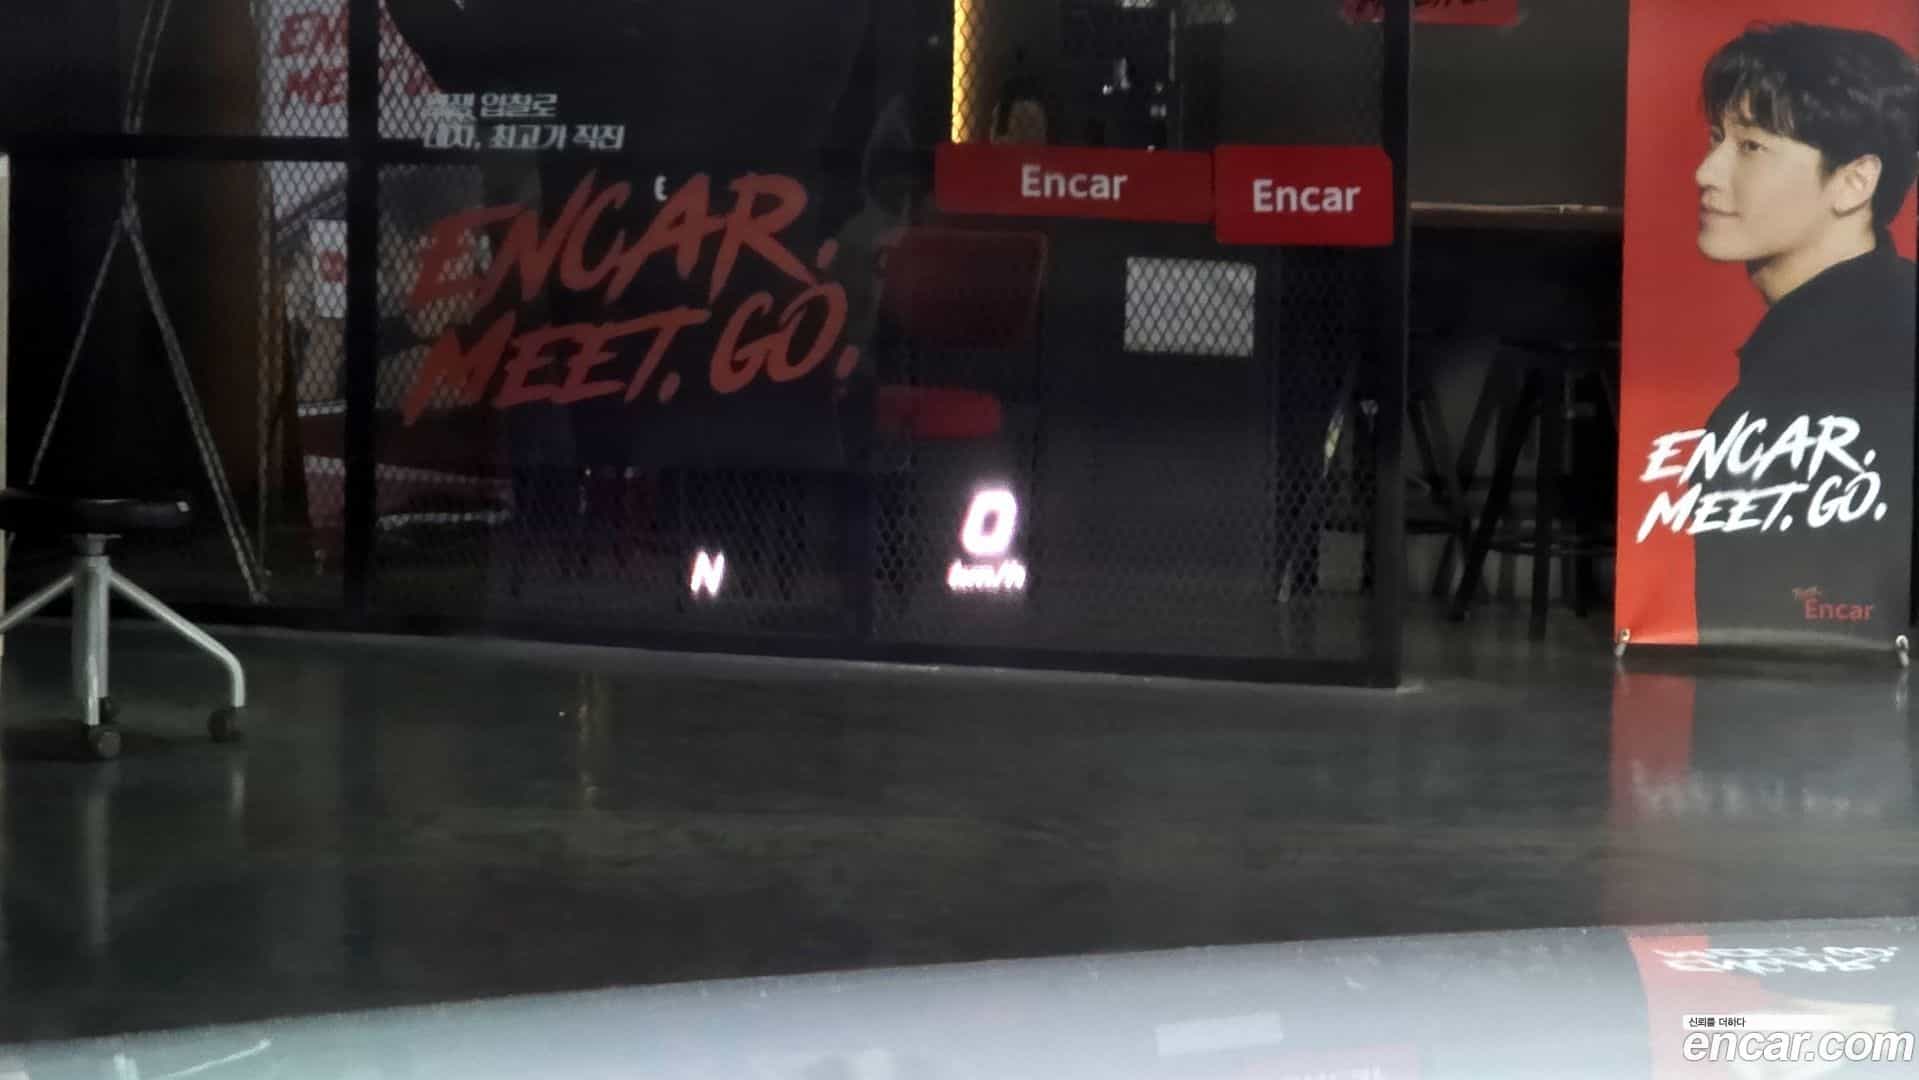 입찰로
최고가 직진
ENCAR.
MEET. GO.
Encar
Encar
N
0
km/h
ENCAR.
MEET. GO.
Encar
신뢰를 더하다
encar.com